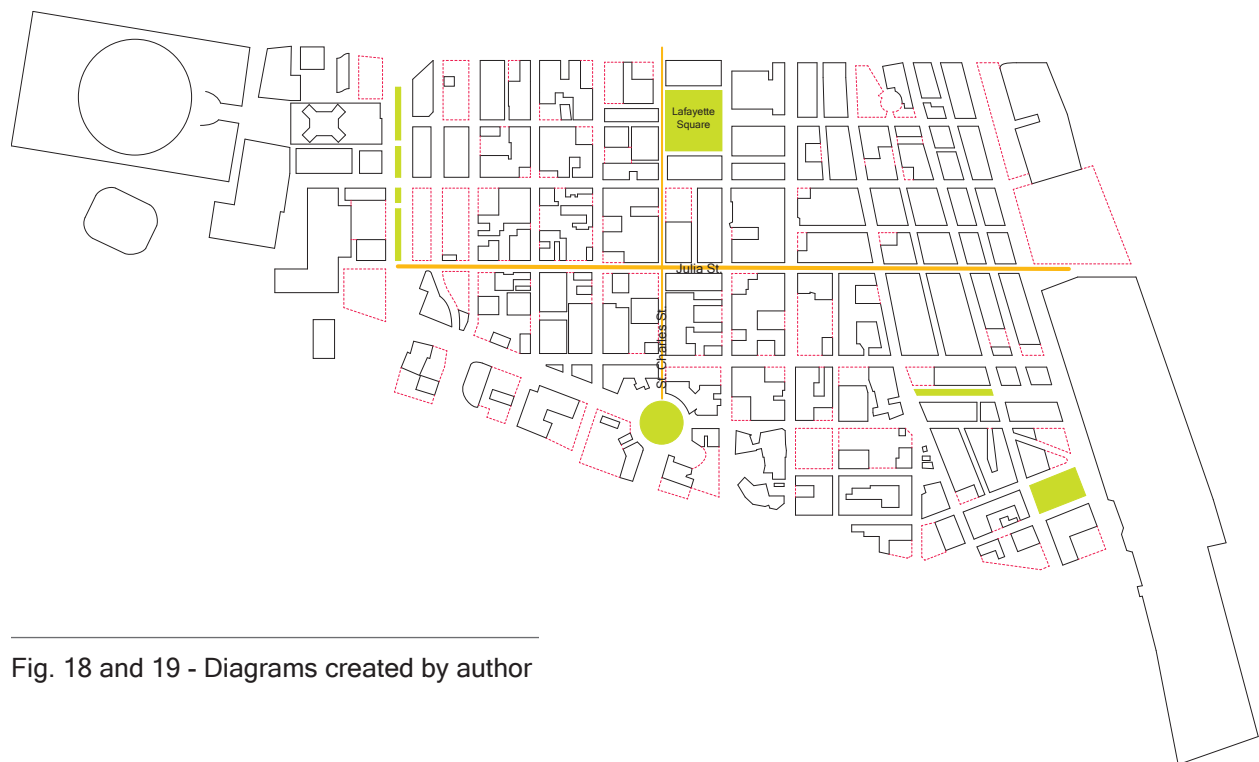 Lafayette
Square
Julia St.
St. Charles St.
Fig. 18 and 19 - Diagrams created by author